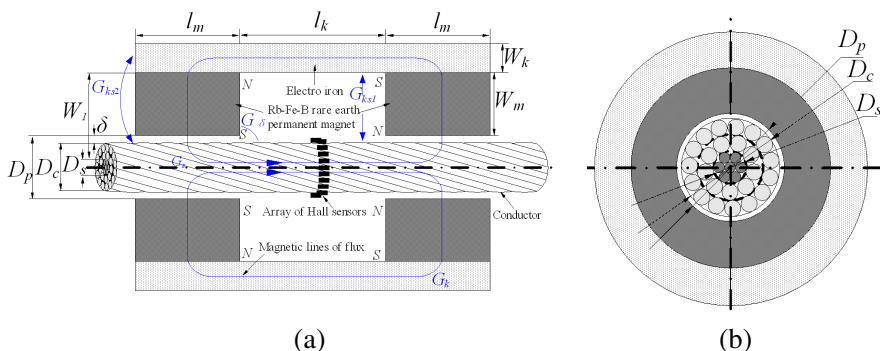 l_m l_k l_m
W_k
N S
Electro iron
G_ks1
G_ks2
Rb-Fe-B rare earth
permanent magnet
W_m
W_1
G_δ
δ
S N
D_p D_c D_s
S Array of Hall sensors N
Conductor
N Magnetic lines of flux S
G_k
D_p
D_c
D_s
(a) (b)